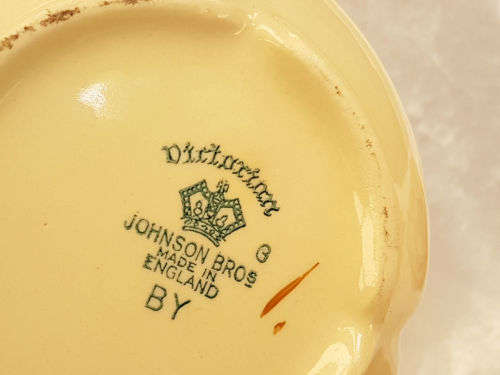 Victorian
G
JOHNSON BROS
MADE IN
ENGLAND
BY